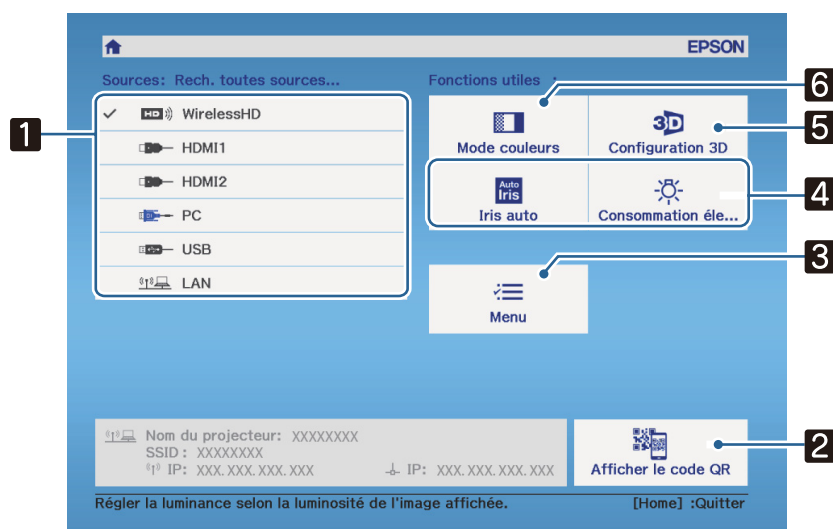 EPSON
Sources: Rech. toutes sources...
Fonctions utiles :
1
WirelessHD
HDMI1
HDMI2
PC
USB
LAN
6
Mode couleurs
5
3D
Configuration 3D
4
Auto
Iris
Iris auto
Consommation éle...
3
Menu
Nom du projecteur: XXXXXXXX
SSID : XXXXXXXX
IP: XXX.XXX.XXX.XXX
IP: XXX.XXX.XXX.XXX
2
Afficher le code QR
Régler la luminance selon la luminosité de l'image affichée.
[Home] :Quitter